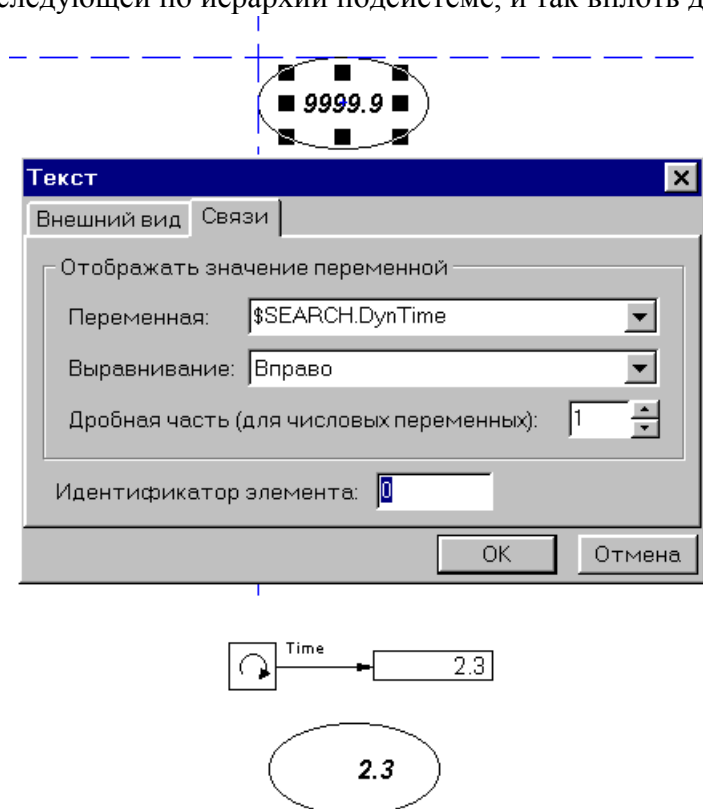 следующей по иерархии подсистеме, и так вплоть д
9999.9
Текст
Внешний вид Связи
Отображать значение переменной
Переменная: $SEARCH.DynTime
Выравнивание: Вправо
Дробная часть (для числовых переменных): 1
Идентификатор элемента: 0
OK Отмена
Time
2.3
2.3